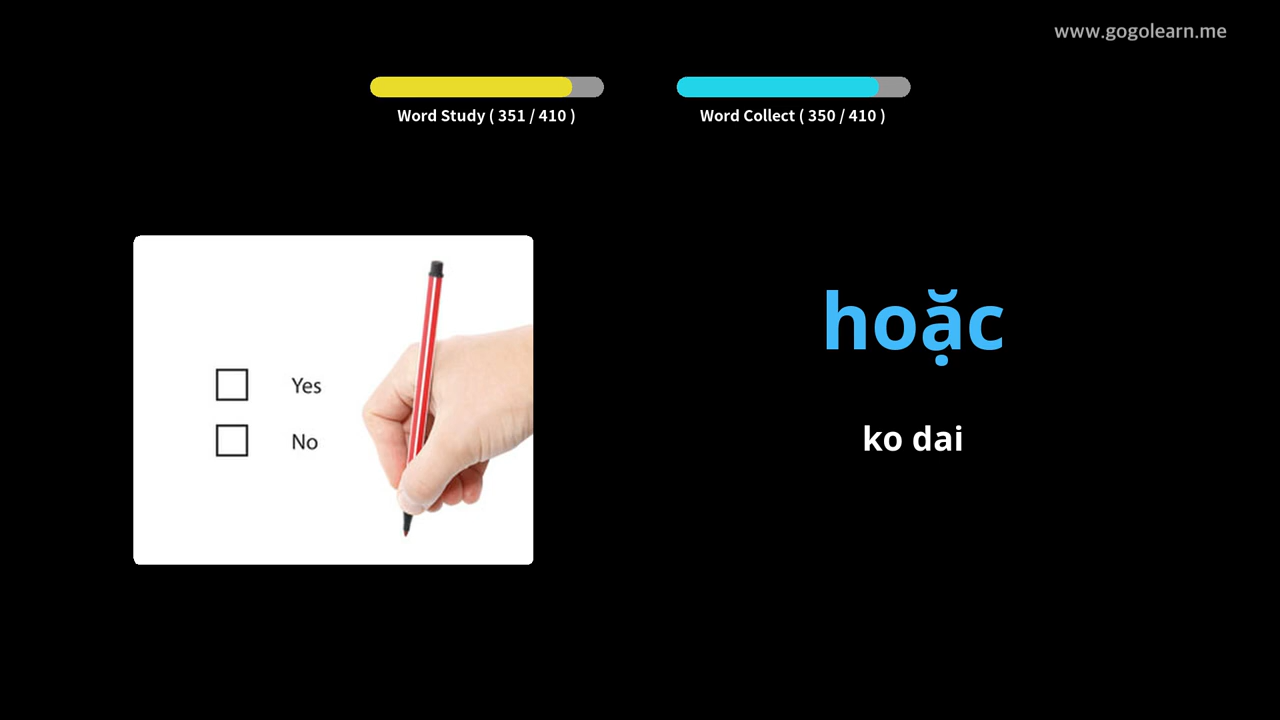 www.gogolearn.me
Word Study ( 351 / 410 )
Word Collect ( 350 / 410 )
Yes
No
hoặc
ko dai